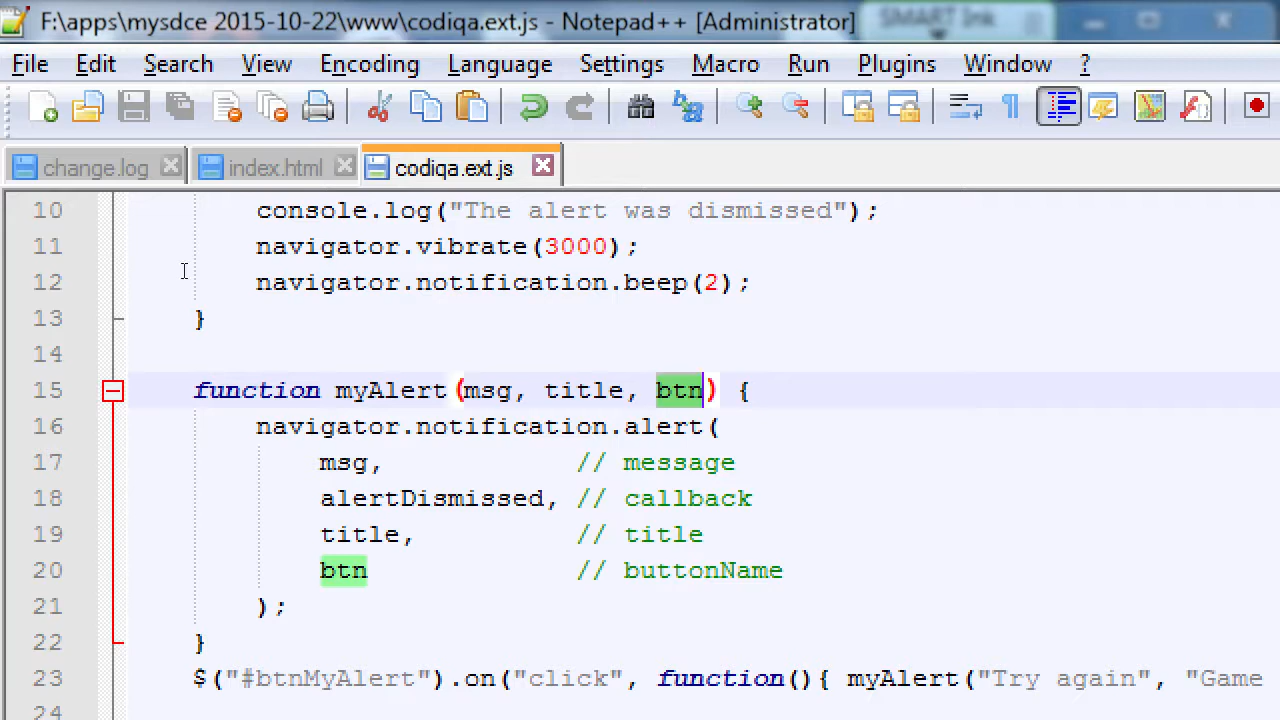 F:\apps\mysdce 2015-10-22\www\codiqa.ext.js - Notepad++ [Administrator]
SMART Ink
File Edit Search View Encoding Language Settings Macro Run Plugins Window ?
change.log index.html codiqa.ext.js
10 console.log("The alert was dismissed");
11 navigator.vibrate(3000);
12 navigator.notification.beep(2);
13 }
14
15 function myAlert(msg, title, btn) {
16 navigator.notification.alert(
17 msg, // message
18 alertDismissed, // callback
19 title, // title
20 btn // buttonName
21 );
22 }
23 $("#btnMyAlert").on("click", function(){ myAlert("Try again", "Game
24